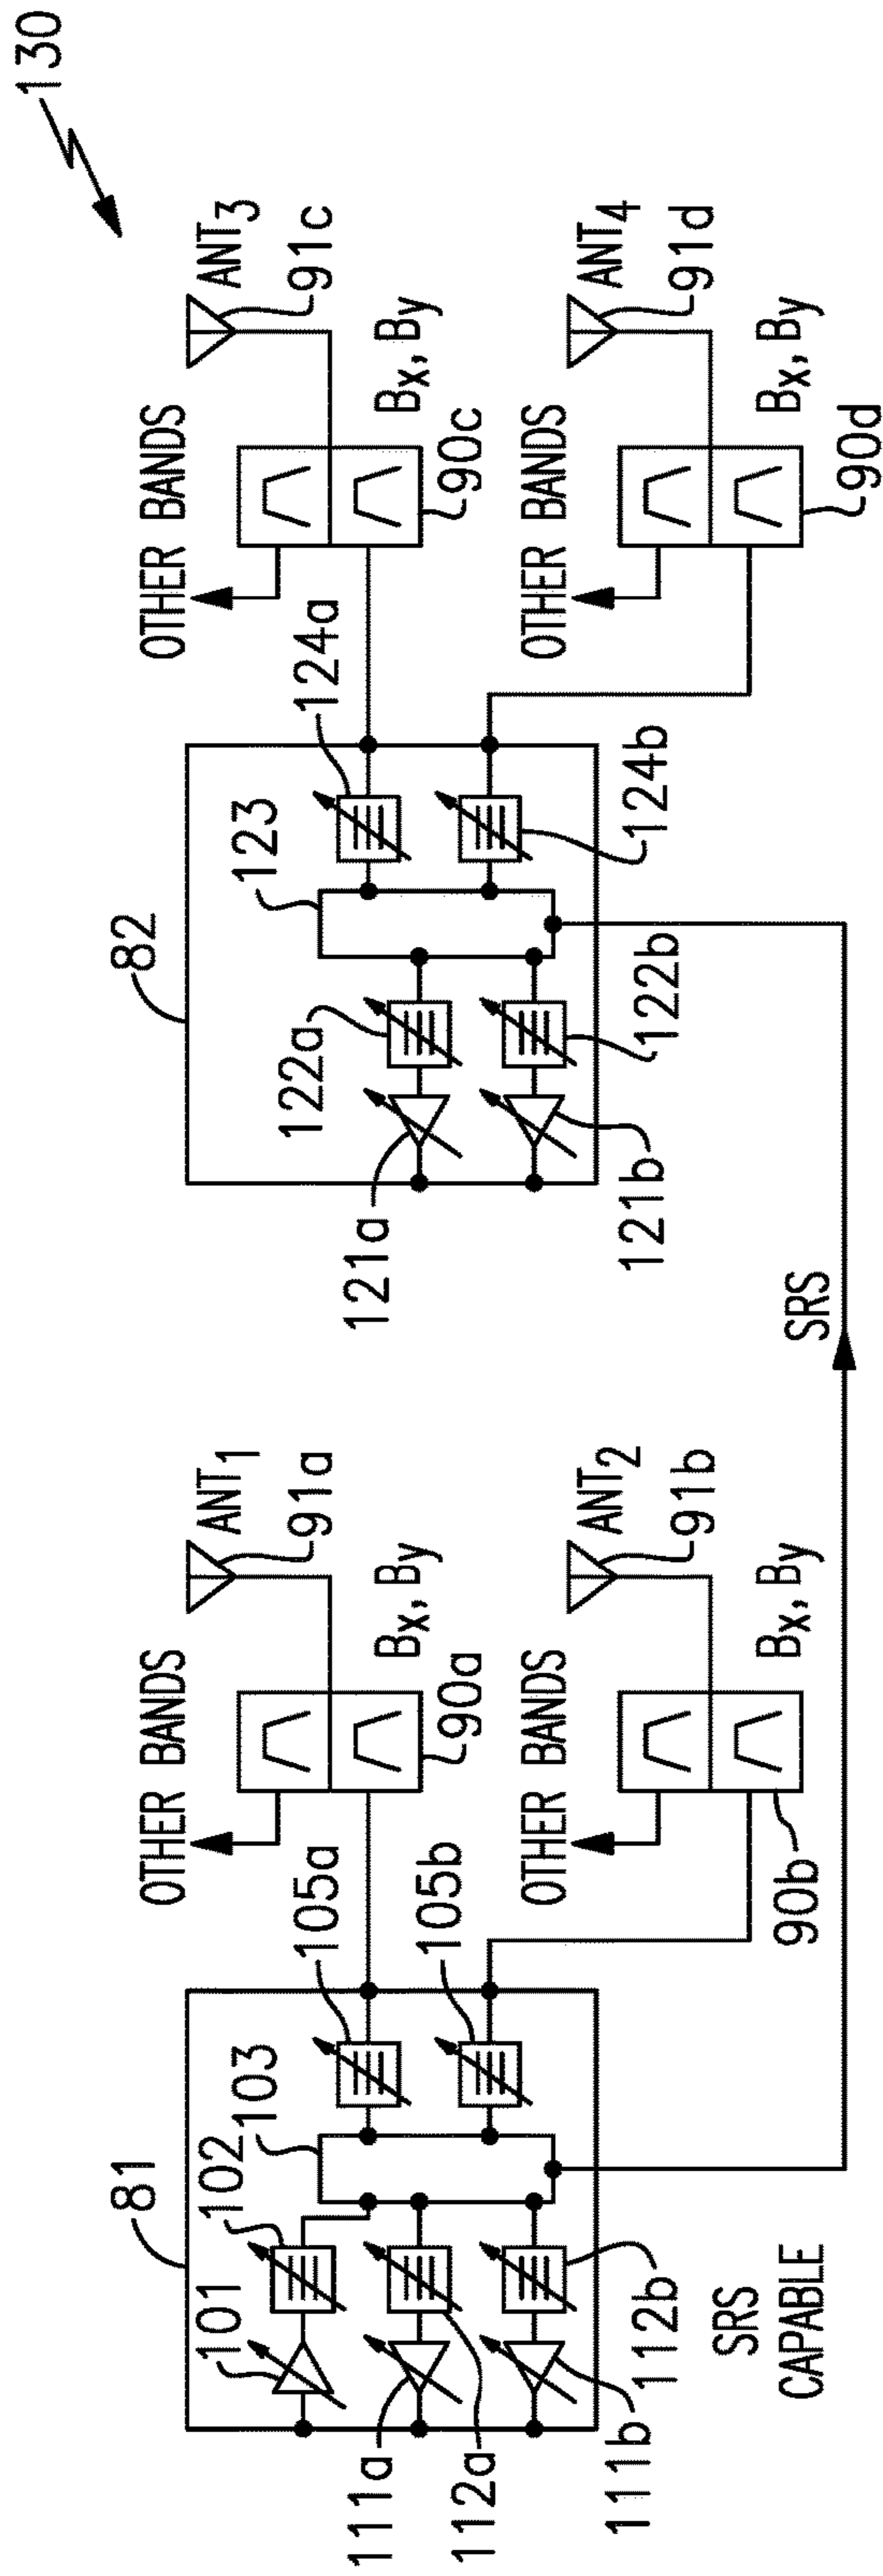 130
81
101
102
103
105a
105b
111a
112a
111b
112b
SRS
CAPABLE
OTHER BANDS
ANT1
91a
BX, By
90a
OTHER BANDS
ANT2
91b
BX, By
90b
SRS
82
121a
122a
123
124a
121b
122b
124b
OTHER BANDS
ANT3
91c
BX, By
90c
OTHER BANDS
ANT4
91d
BX, By
90d